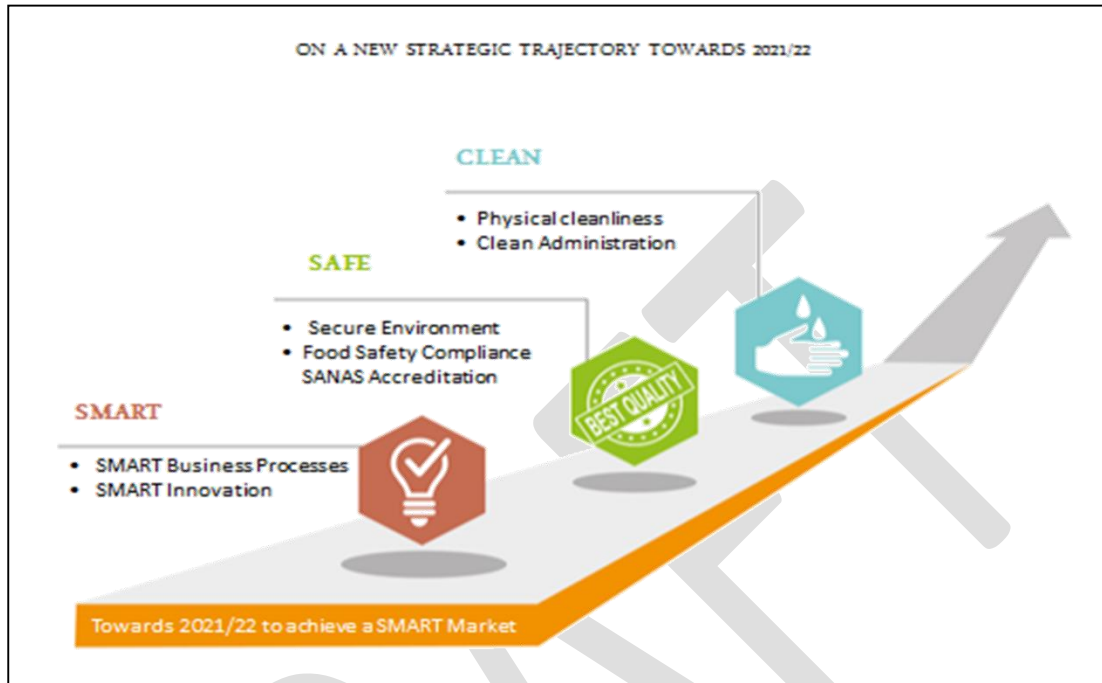 ON A NEW STRATEGIC TRAJECTORY TOWARDS 2021/22
CLEAN
• Physical cleanliness
• Clean Administration
SAFE
• Secure Environment
• Food Safety Compliance
SANAS Accreditation
BEST QUALITY
SMART
• SMART Business Processes
• SMART Innovation
Towards 2021/22 to achieve a SMART Market